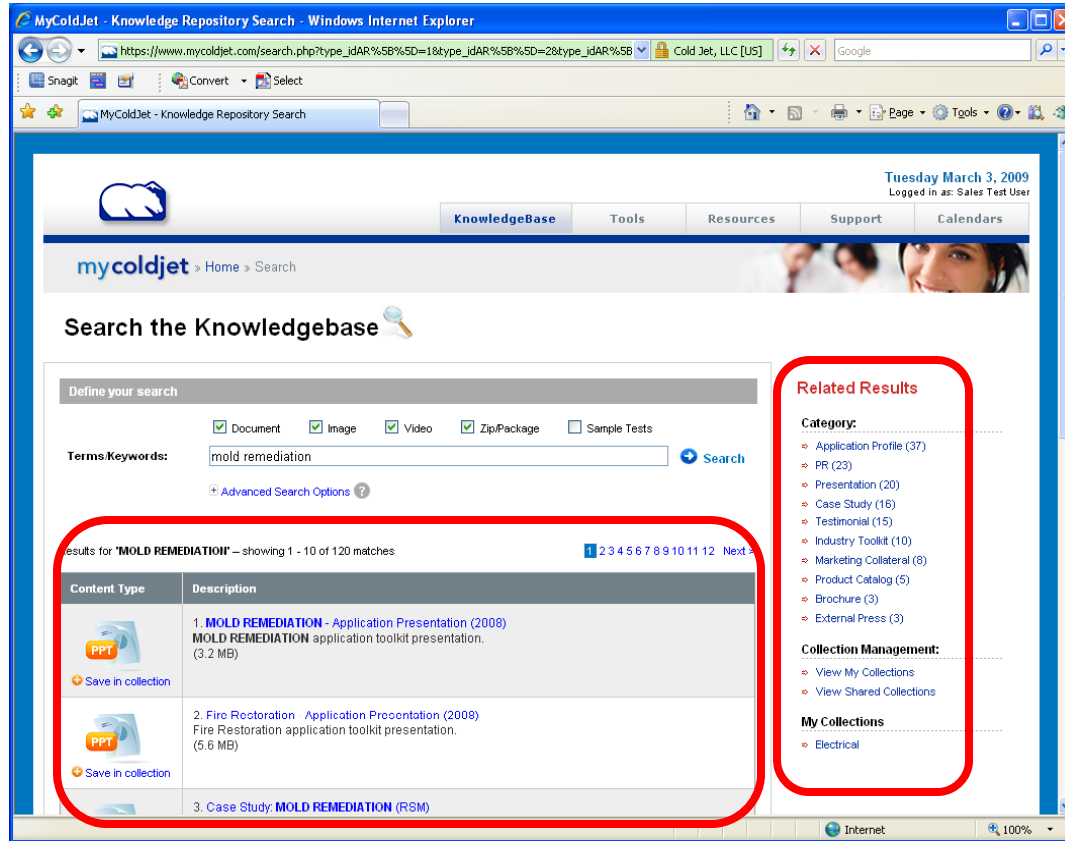 MyColdJet - Knowledge Repository Search - Windows Internet Explorer
https://www.mycoldjet.com/search.php?type_idAR%5B%5D=1&type_idAR%5B%5D=2&type_idAR%5B Cold Jet, LLC [US] Google
Snagit Convert Select
MyColdJet - Knowledge Repository Search Page Tools
Tuesday March 3, 2009
Logged in as: Sales Test User
KnowledgeBase Tools Resources Support Calendars
mycoldjet » Home » Search
Search the Knowledgebase
Define your search
Document Image Video Zip/Package Sample Tests
Terms/Keywords: mold remediation Search
+ Advanced Search Options ?
esults for 'MOLD REMEDIATION' – showing 1 - 10 of 120 matches 1 2 3 4 5 6 7 8 9 10 11 12 Next »
Content Type Description
PPT
Save in collection
1. MOLD REMEDIATION - Application Presentation (2008)
MOLD REMEDIATION application toolkit presentation.
(3.2 MB)
PPT
Save in collection
2. Fire Restoration - Application Presentation (2008)
Fire Restoration application toolkit presentation.
(5.6 MB)
3. Case Study: MOLD REMEDIATION (RSM)
Related Results
Category:
Application Profile (37)
PR (23)
Presentation (20)
Case Study (16)
Testimonial (15)
Industry Toolkit (10)
Marketing Collateral (8)
Product Catalog (5)
Brochure (3)
External Press (3)
Collection Management:
View My Collections
View Shared Collections
My Collections
Electrical
Internet 100%